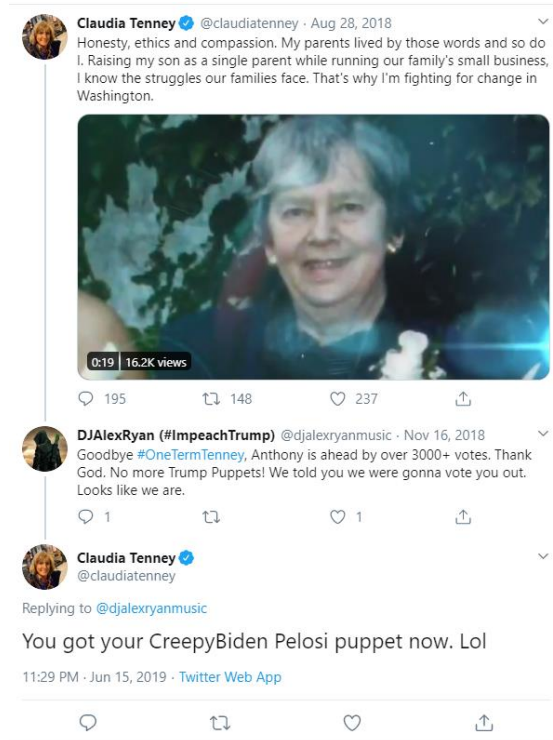 Claudia Tenney @claudiatenney · Aug 28, 2018
Honesty, ethics and compassion. My parents lived by those words and so do
I. Raising my son as a single parent while running our family's small business,
I know the struggles our families face. That's why I'm fighting for change in
Washington.
0:19 16.2K views
195 148 237
DJAlexRyan (#ImpeachTrump) @djalexryanmusic · Nov 16, 2018
Goodbye #OneTermTenney, Anthony is ahead by over 3000+ votes. Thank
God. No more Trump Puppets! We told you we were gonna vote you out.
Looks like we are.
1 1
Claudia Tenney
@claudiatenney
Replying to @djalexryanmusic
You got your CreepyBiden Pelosi puppet now. Lol
11:29 PM · Jun 15, 2019 · Twitter Web App